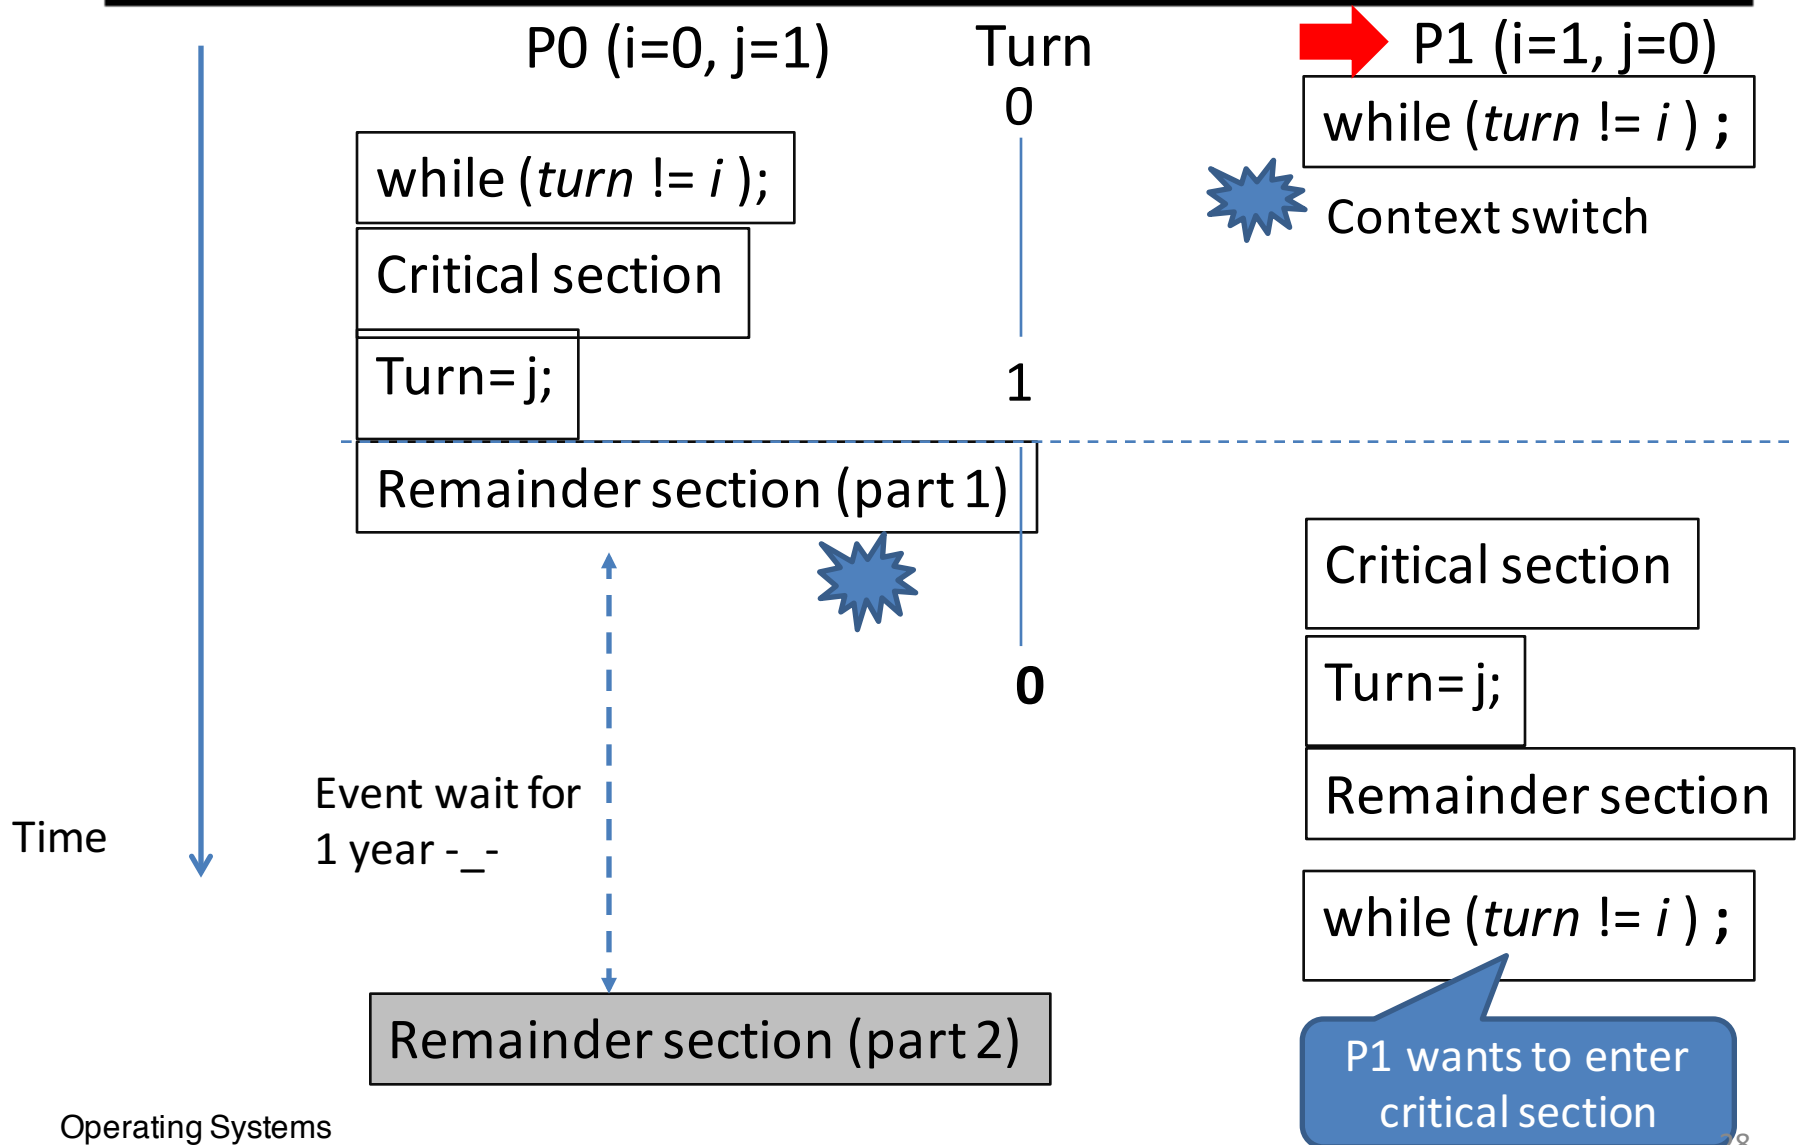 P0 (i=0, j=1)
Turn
P1 (i=1, j=0)
0
while (turn != i ) ;
while (turn != i );
Context switch
Critical section
Turn= j;
1
Remainder section (part 1)
Critical section
0
Turn= j;
Event wait for
1 year -_-
Remainder section
Time
while (turn != i ) ;
Remainder section (part 2)
P1 wants to enter
critical section
Operating Systems